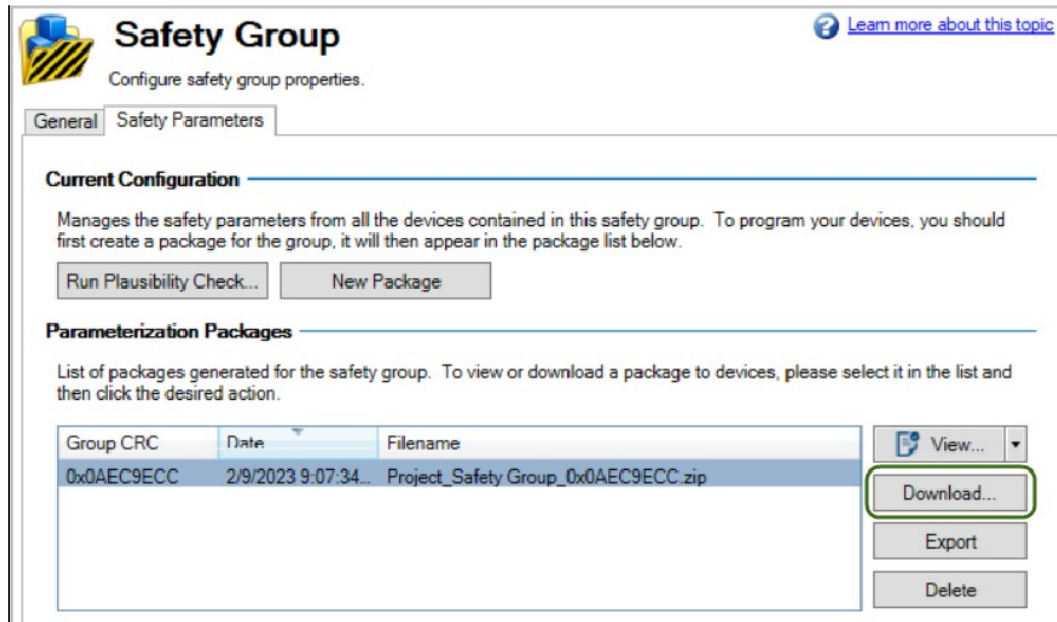 Safety Group
Learn more about this topic
Configure safety group properties.
General
Safety Parameters
Current Configuration
Manages the safety parameters from all the devices contained in this safety group. To program your devices, you should
first create a package for the group, it will then appear in the package list below.
Run Plausibility Check...
New Package
Parameterization Packages
List of packages generated for the safety group. To view or download a package to devices, please select it in the list and
then click the desired action.
Group CRC Date Filename
0x0AEC9ECC 2/9/2023 9:07:34... Project_Safety Group_0x0AEC9ECC.zip
View...
Download...
Export
Delete